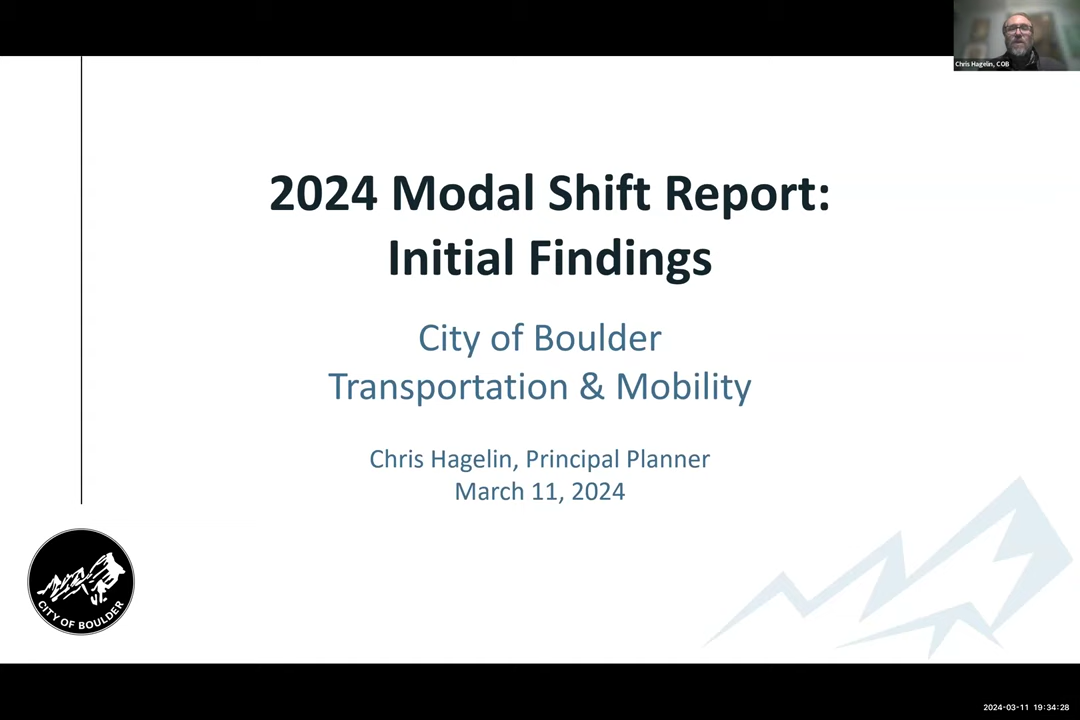 Chris Hagelin, COB
2024 Modal Shift Report:
Initial Findings
City of Boulder
Transportation & Mobility
Chris Hagelin, Principal Planner
March 11, 2024
CITY OF BOULDER
2024-03-11 19:34:28